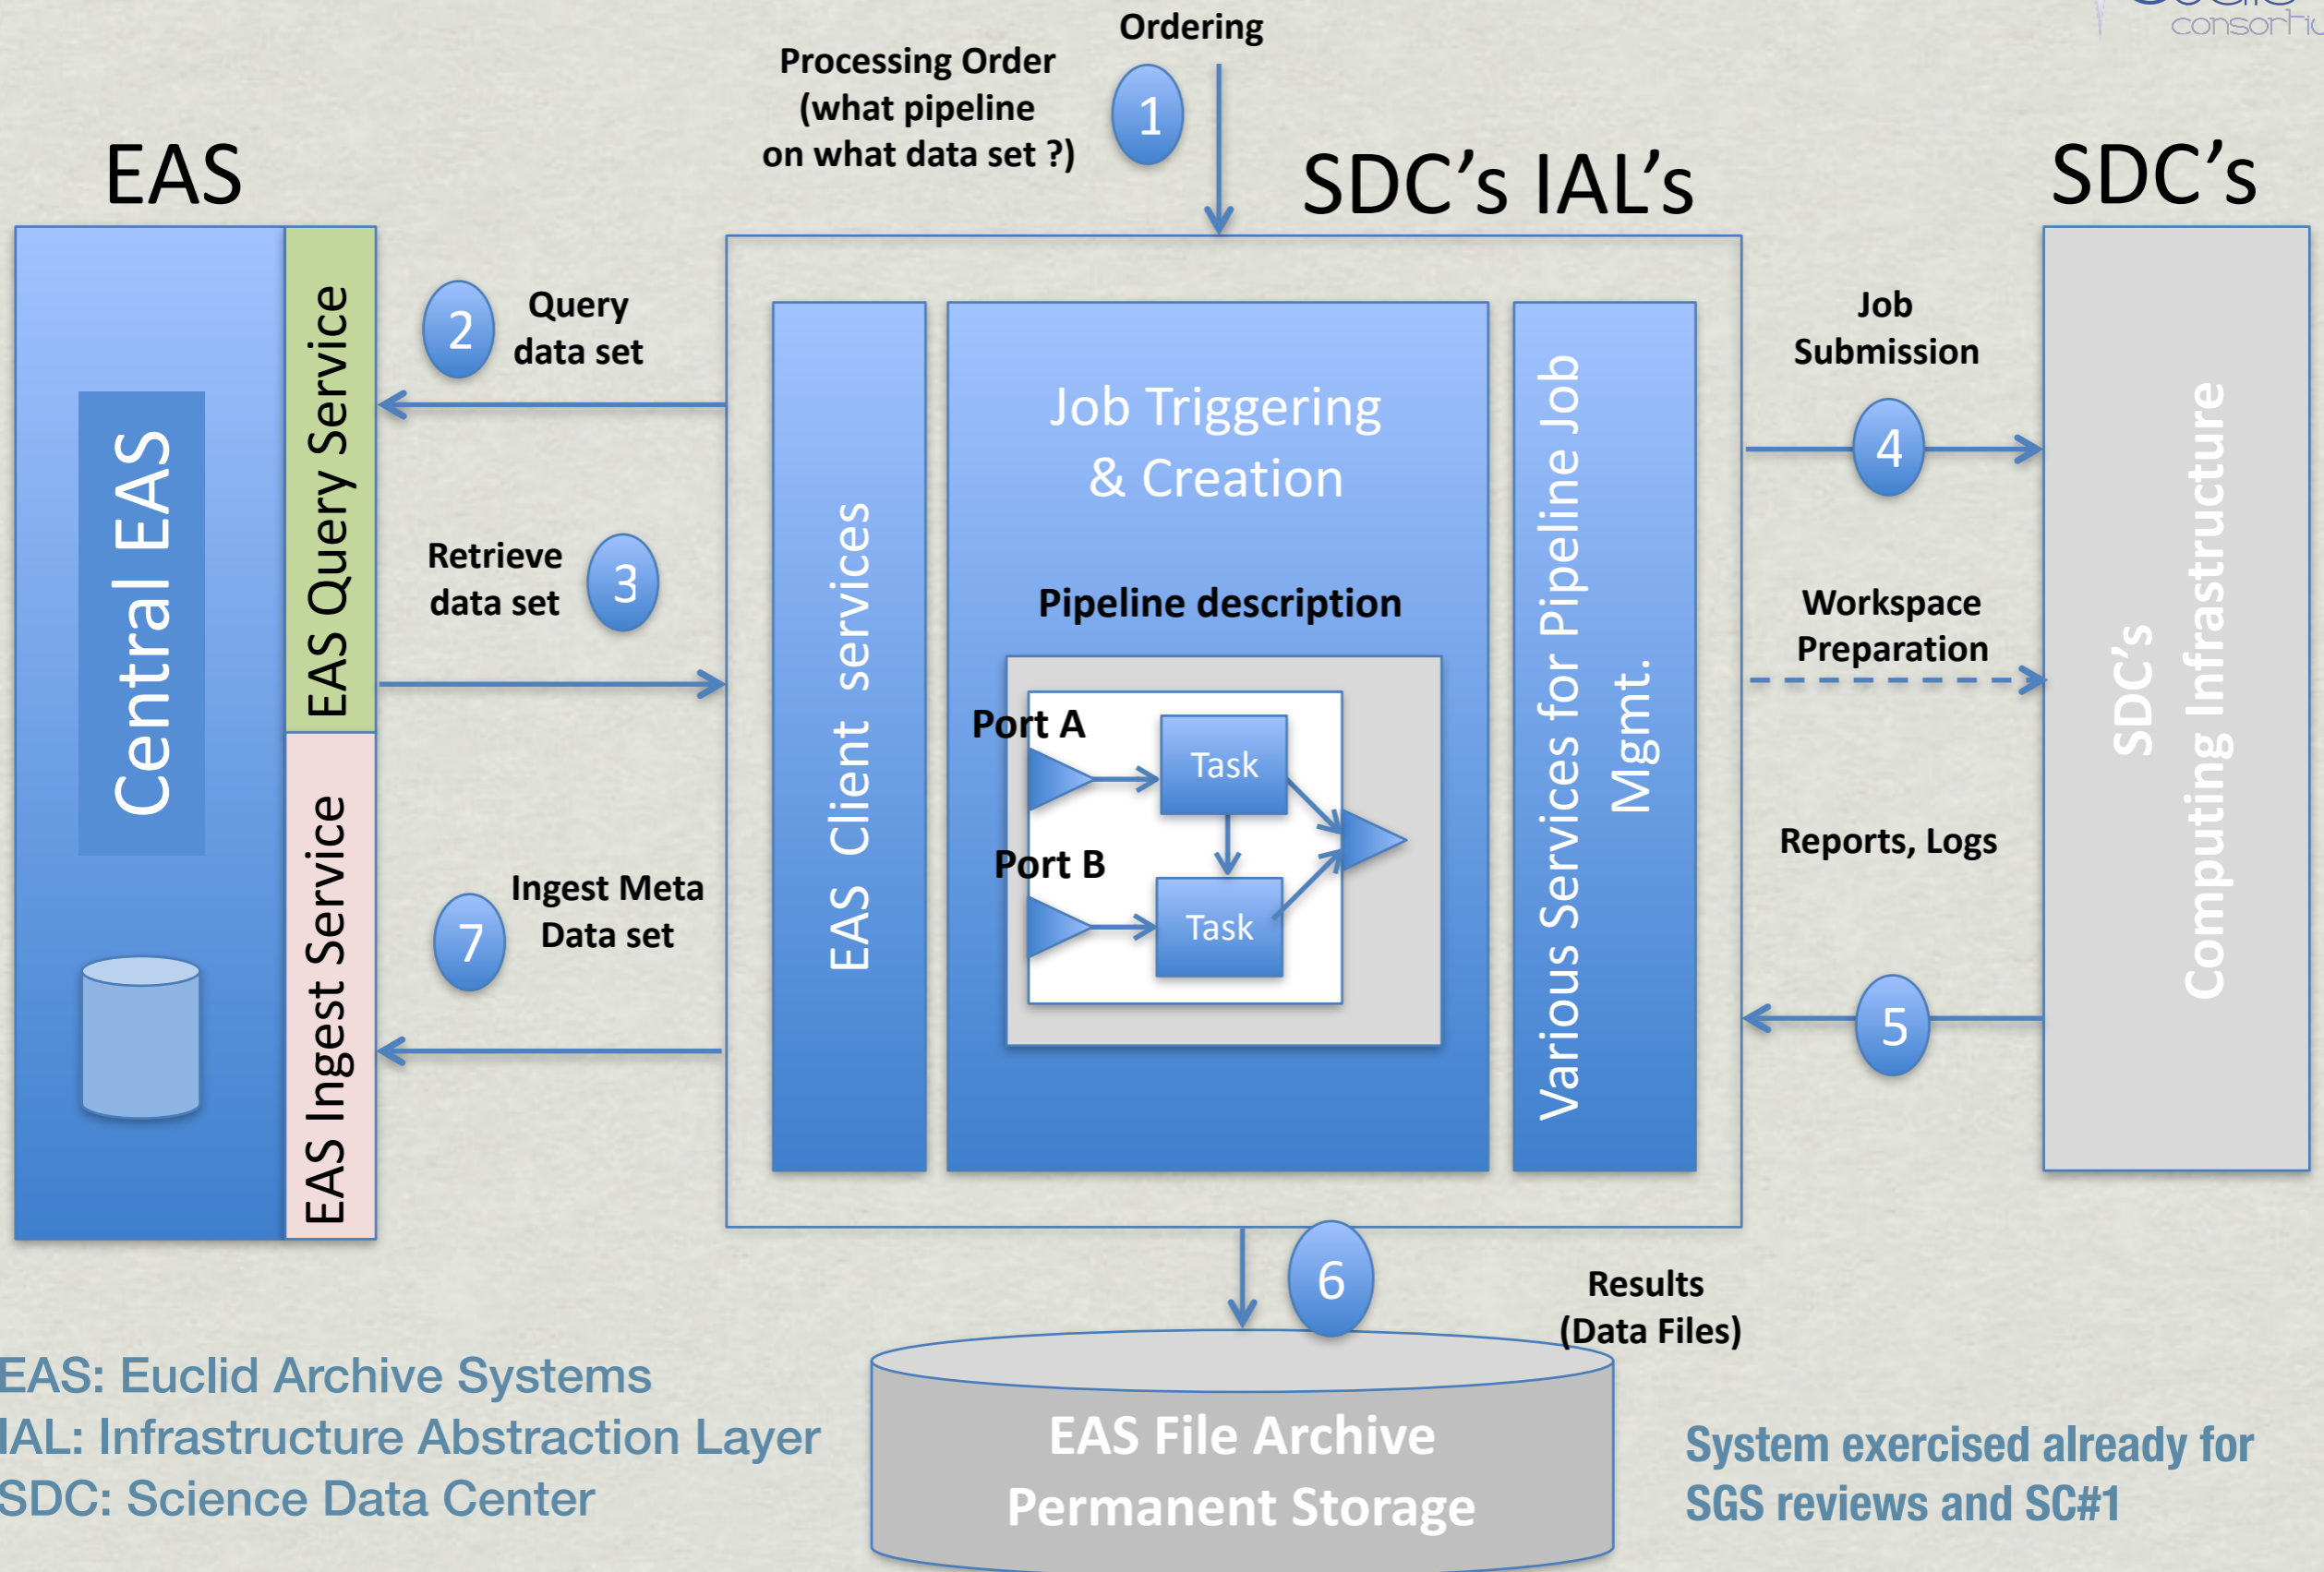 consortiu
Ordering
Processing Order
(what pipeline
on what data set ?)
1
EAS
SDC's IAL's
SDC's
Central EAS
EAS Query Service
EAS Ingest Service
2
Query
data set
Retrieve
data set
3
7
Ingest Meta
Data set
EAS Client services
Job Triggering
& Creation
Pipeline description
Port A
Task
Port B
Task
Various Services for Pipeline Job
Mgmt.
Job
Submission
4
Workspace
Preparation
Reports, Logs
5
SDC's
Computing Infrastructure
6
Results
(Data Files)
EAS File Archive
Permanent Storage
EAS: Euclid Archive Systems
IAL: Infrastructure Abstraction Layer
SDC: Science Data Center
System exercised already for
SGS reviews and SC#1